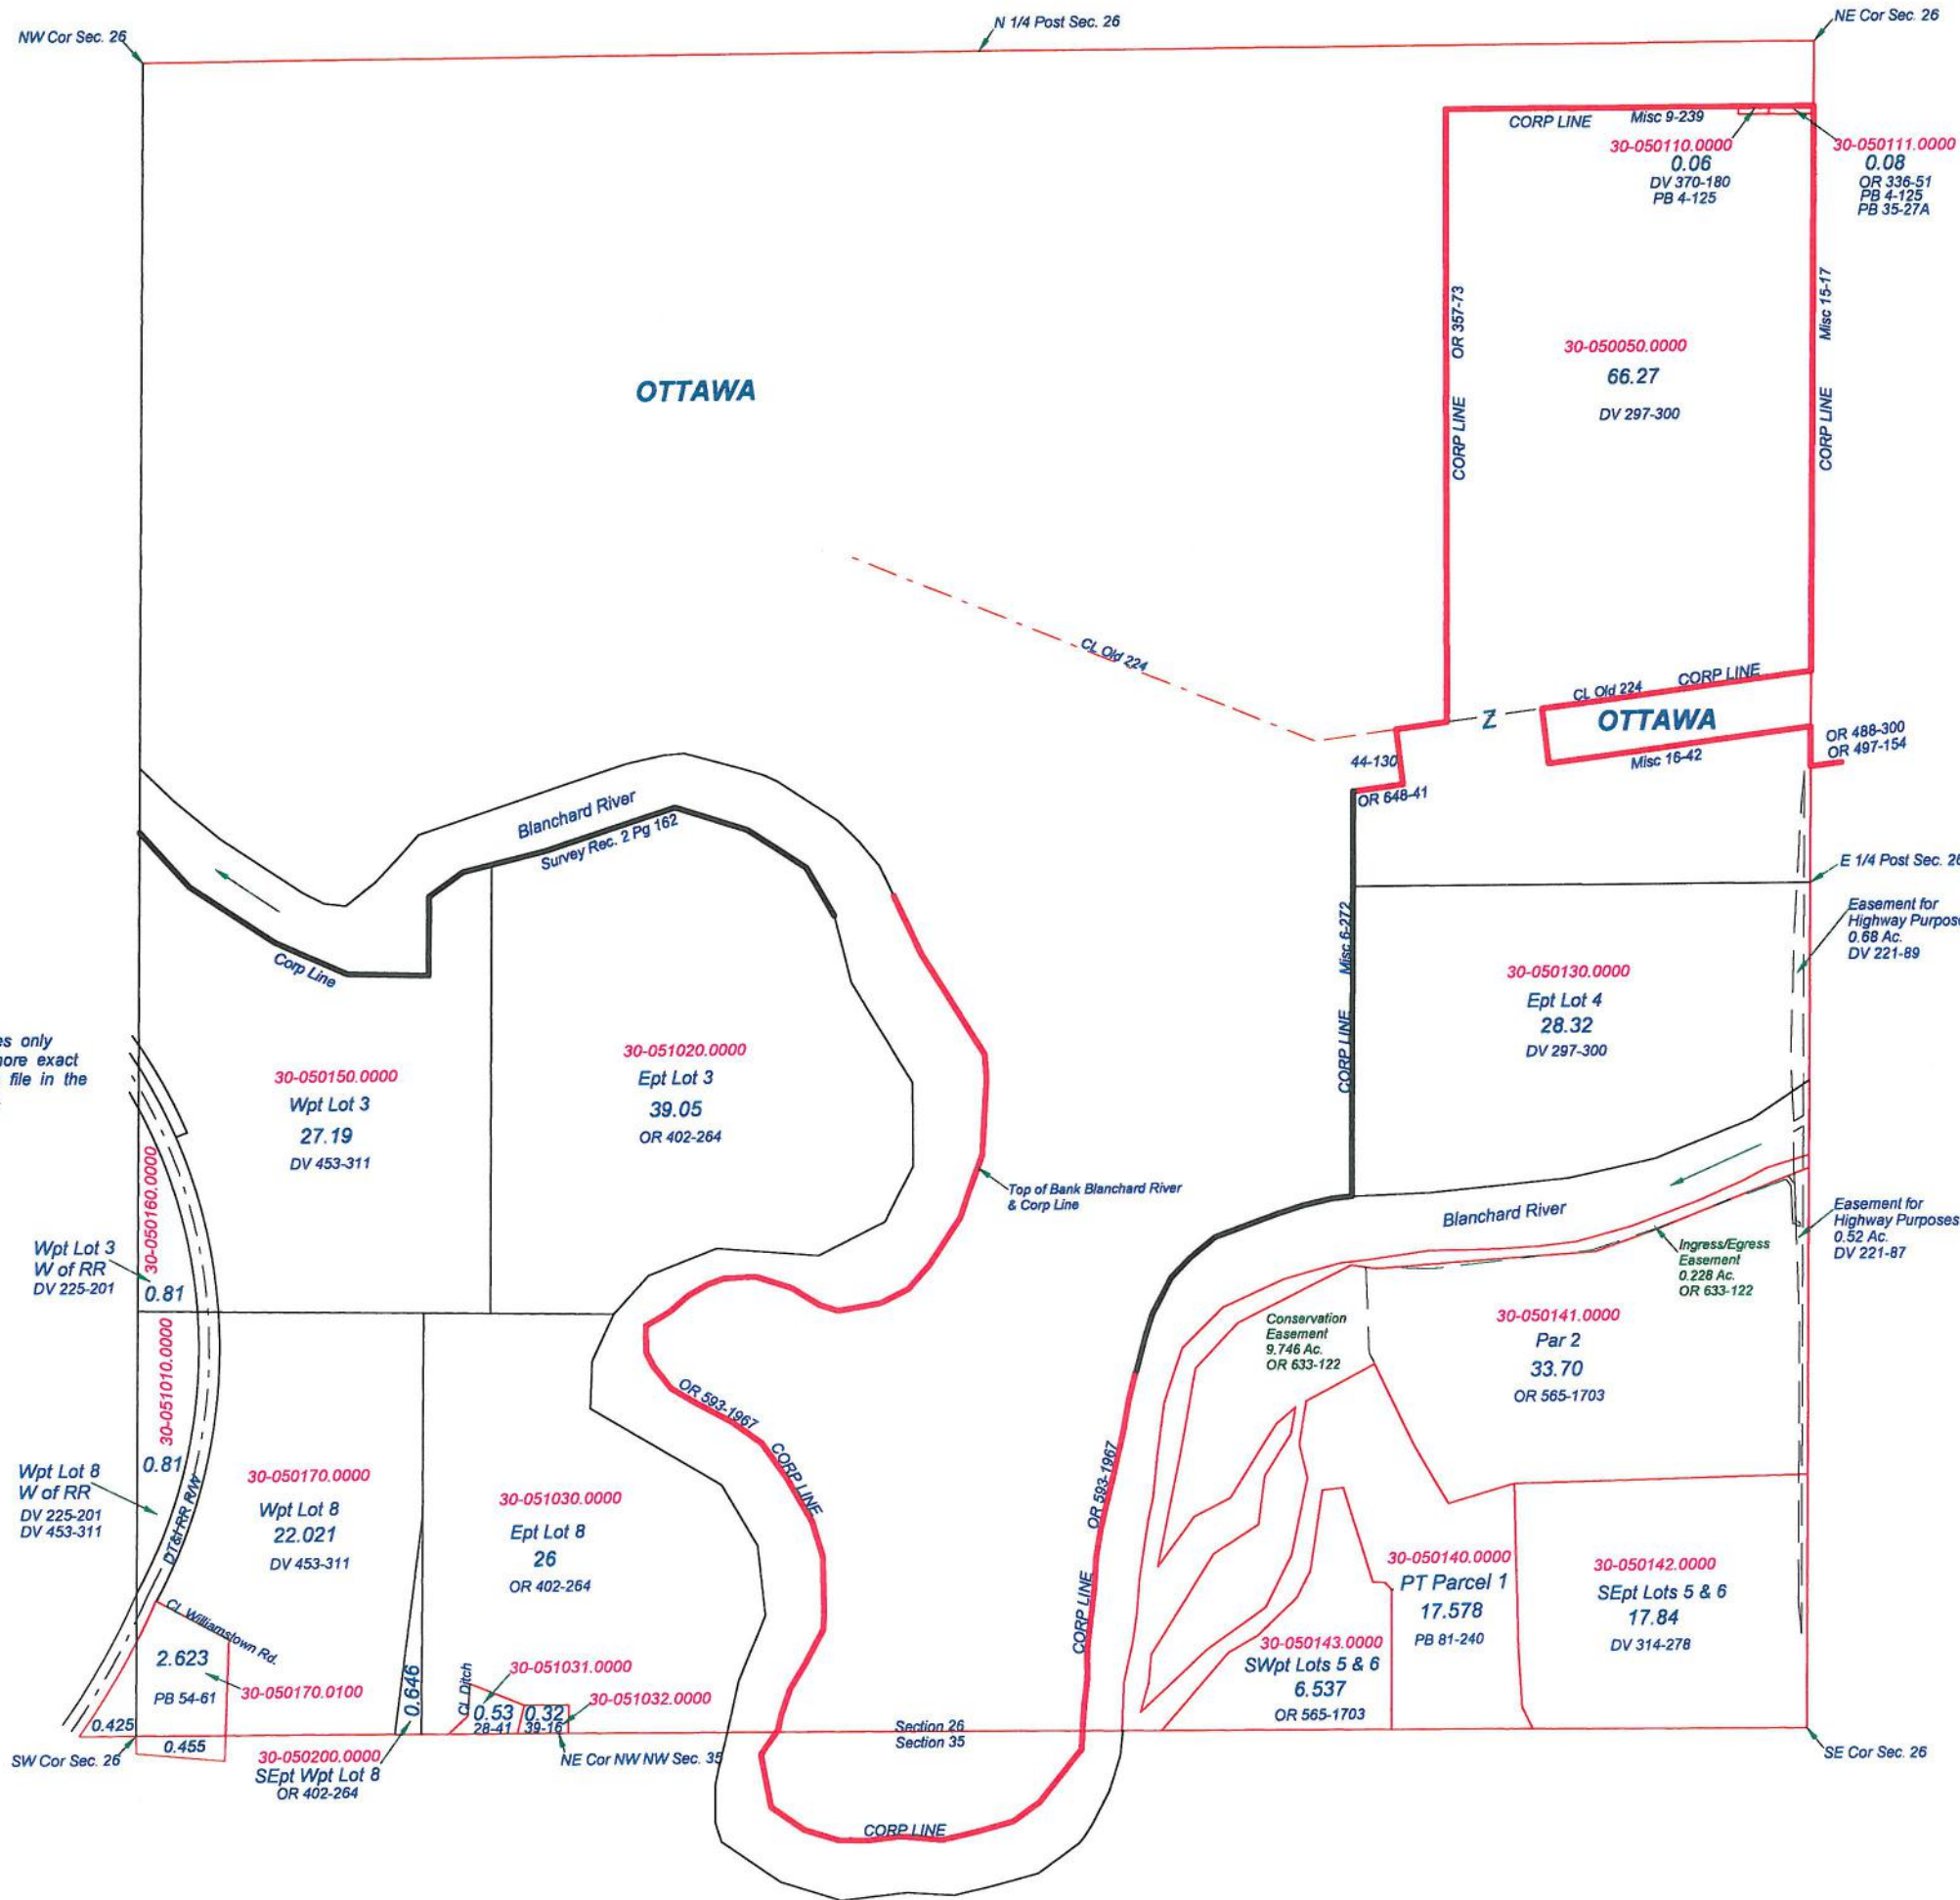 NW Cor Sec. 26
N 1/4 Post Sec. 26
NE Cor Sec. 26
CORP LINE
Misc 9-239
30-050110.0000
0.06
DV 370-180
PB 4-125
30-050111.0000
0.08
OR 336-51
PB 4-125
PB 35-27A
OR 357-73
CORP LINE
Misc 15-17
CORP LINE
30-050050.0000
66.27
DV 297-300
OTTAWA
CL Old 224
CL Old 224
CORP LINE
Z
OTTAWA
Misc 16-42
OR 488-300
OR 497-154
44-130
OR 648-41
Blanchard River
Survey Rec. 2 Pg 162
Corp Line
E 1/4 Post Sec. 26
Easement for
Highway Purpose
0.68 Ac.
DV 221-89
Misc 6-272
CORP LINE
30-050130.0000
Ept Lot 4
28.32
DV 297-300
es only
more exact
file in the
30-050150.0000
Wpt Lot 3
27.19
DV 453-311
30-051020.0000
Ept Lot 3
39.05
OR 402-264
Top of Bank Blanchard River
& Corp Line
30-050160.0000
Wpt Lot 3
W of RR
DV 225-201
0.81
Blanchard River
Ingress/Egress
Easement
0.228 Ac.
OR 633-122
Easement for
Highway Purposes
0.52 Ac.
DV 221-87
Conservation
Easement
9.746 Ac.
OR 633-122
30-050141.0000
Par 2
33.70
OR 565-1703
30-051010.0000
0.81
Wpt Lot 8
W of RR
DV 225-201
DV 453-311
DT&I RR R/W
30-050170.0000
Wpt Lot 8
22.021
DV 453-311
30-051030.0000
Ept Lot 8
26
OR 402-264
OR 593-1967
CORP LINE
OR 593-1967
CORP LINE
30-050140.0000
PT Parcel 1
17.578
PB 81-240
30-050142.0000
SEpt Lots 5 & 6
17.84
DV 314-278
30-050143.0000
SWpt Lots 5 & 6
6.537
OR 565-1703
CL Williamstown Rd.
2.623
PB 54-61
30-050170.0100
0.646
CL Ditch
30-051031.0000
0.53
28-41
0.32
39-16
30-051032.0000
0.425
0.455
SW Cor Sec. 26
30-050200.0000
SEpt Wpt Lot 8
OR 402-264
NE Cor NW NW Sec. 35
Section 26
Section 35
SE Cor Sec. 26
CORP LINE